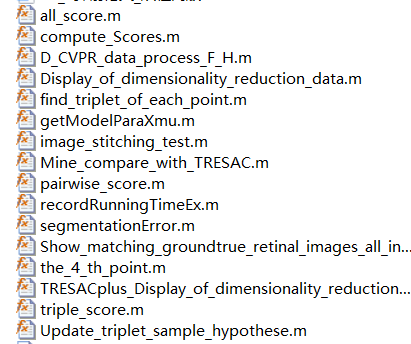 all_score.m
compute_Scores.m
D_CVPR_data_process_F_H.m
Display_of_dimensionality_reduction_data.m
find_triplet_of_each_point.m
getModelParaXmu.m
image_stitching_test.m
Mine_compare_with_TRESAC.m
pairwise_score.m
recordRunningTimeEx.m
segmentationError.m
Show_matching_groundtrue_retinal_images_all_in...
the_4_th_point.m
TRESACplus_Display_of_dimensionality_reduction...
triple_score.m
Update_triplet_sample_hypothese.m